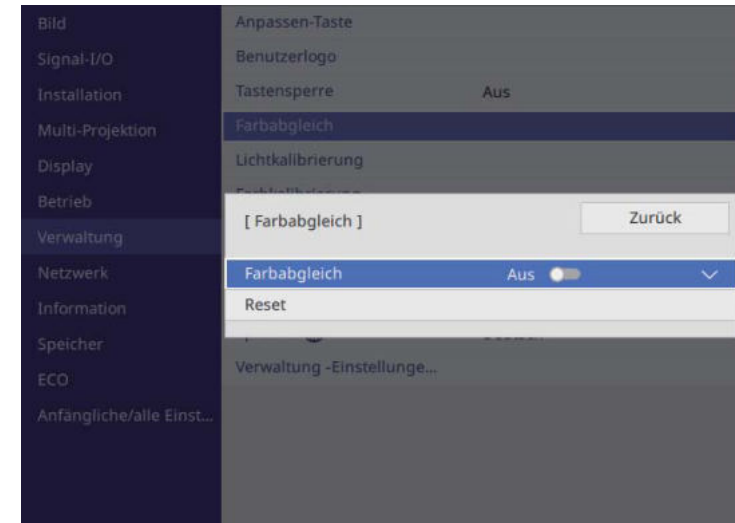 Bild
Signal-I/O
Installation
Multi-Projektion
Display
Betrieb
Verwaltung
Netzwerk
Information
Speicher
ECO
Anfängliche/alle Einst...
Anpassen-Taste
Benutzerlogo
Tastensperre Aus
Farbabgleich
Lichtkalibrierung
[ Farbabgleich ] Zurück
Farbabgleich Aus
Reset
Verwaltung -Einstellunge...